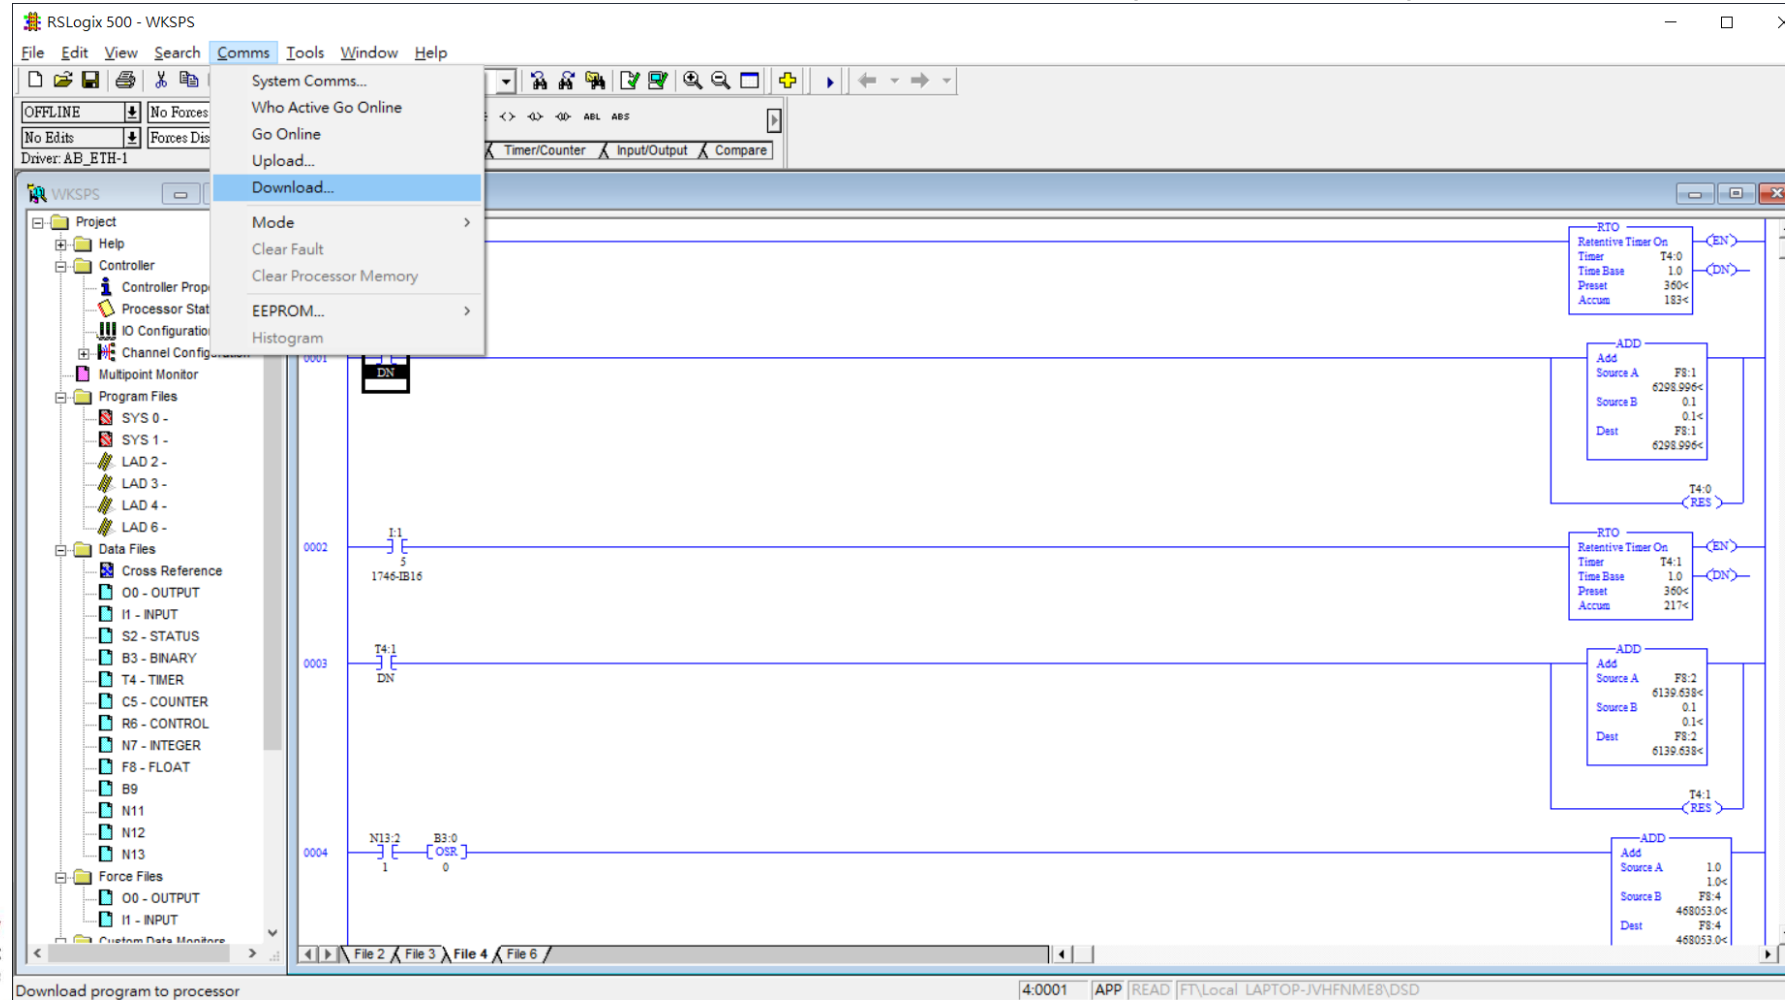 RSLogix 500 - WKSPS
File Edit View Search Comms Tools Window Help
OFFLINE No Forces
No Edits Forces Dis
Driver: AB_ETH-1
ABL ABS
Timer/Counter Input/Output Compare
System Comms...
Who Active Go Online
Go Online
Upload...
Download...
Mode
Clear Fault
Clear Processor Memory
EEPROM...
Histogram
WKSPS
Project
Help
Controller
Controller Prop
Processor Stat
IO Configuratio
Channel Configuration
Multipoint Monitor
Program Files
SYS 0 -
SYS 1 -
LAD 2 -
LAD 3 -
LAD 4 -
LAD 6 -
Data Files
Cross Reference
O0 - OUTPUT
I1 - INPUT
S2 - STATUS
B3 - BINARY
T4 - TIMER
C5 - COUNTER
R6 - CONTROL
N7 - INTEGER
F8 - FLOAT
B9
N11
N12
N13
Force Files
O0 - OUTPUT
I1 - INPUT
Custom Data Monitors
RTO
Retentive Timer On
Timer T4:0
Time Base 1.0
Preset 360<
Accum 183<
EN
DN
0001
DN
ADD
Add
Source A F8:1
6298.996<
Source B 0.1
0.1<
Dest F8:1
6298.996<
T4:0
RES
0002
I:1
5
1746-IB16
RTO
Retentive Timer On
Timer T4:1
Time Base 1.0
Preset 360<
Accum 217<
EN
DN
0003
T4:1
DN
ADD
Add
Source A F8:2
6139.638<
Source B 0.1
0.1<
Dest F8:2
6139.638<
T4:1
RES
0004
N13:2 B3:0
OSR
1 0
ADD
Add
Source A 1.0
1.0<
Source B F8:4
468053.0<
Dest F8:4
468053.0<
File 2 File 3 File 4 File 6
Download program to processor
4:0001 APP READ FT\Local LAPTOP-JVHFNME8\DSD